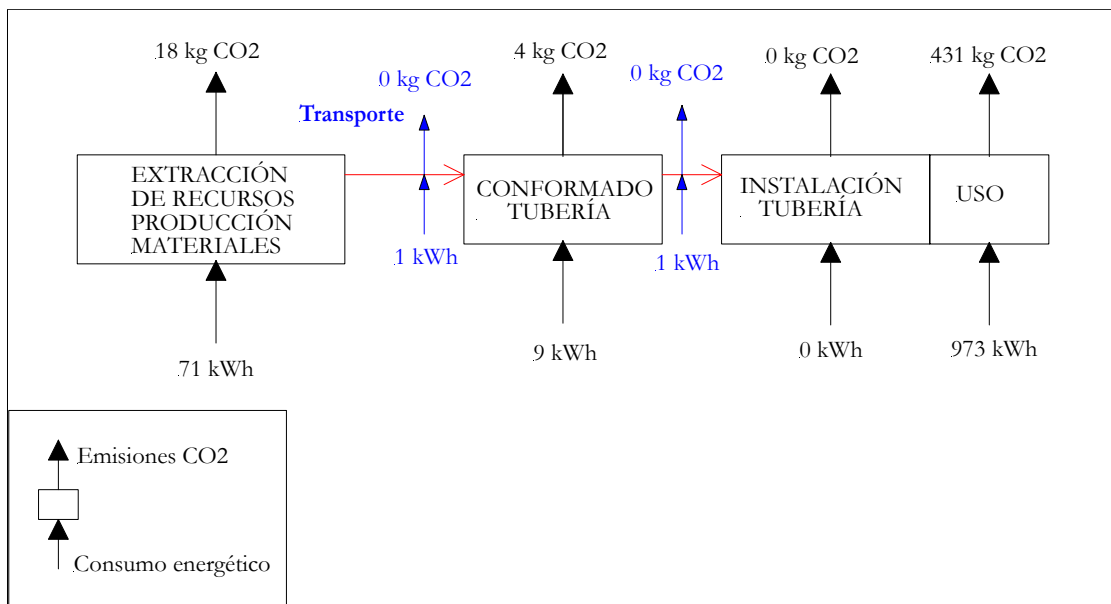 18 kg CO2
4 kg CO2
0 kg CO2
431 kg CO2
0 kg CO2
0 kg CO2
Transporte
EXTRACCIÓN
DE RECURSOS
PRODUCCIÓN
MATERIALES
CONFORMADO
TUBERÍA
INSTALACIÓN
TUBERÍA
USO
1 kWh
1 kWh
71 kWh
9 kWh
0 kWh
973 kWh
Emisiones CO2
Consumo energético